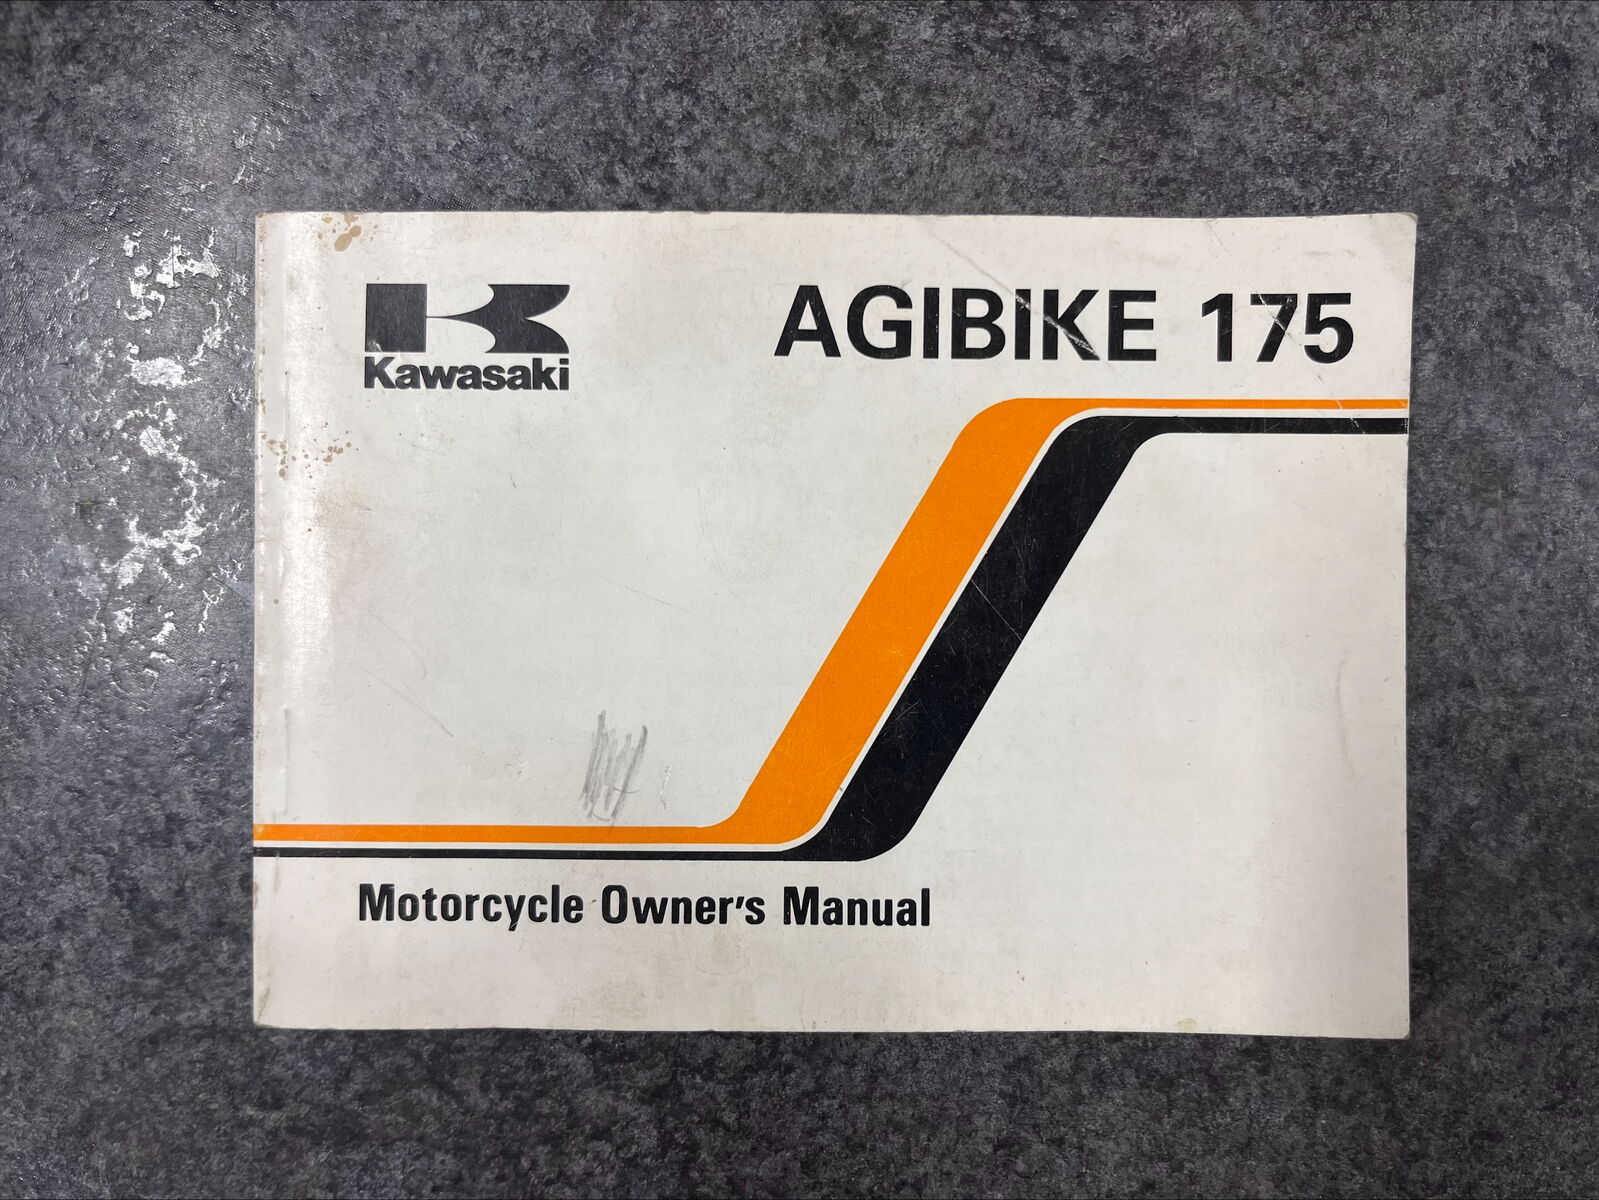 Kawasaki
AGIBIKE 175
Motorcycle Owner's Manual